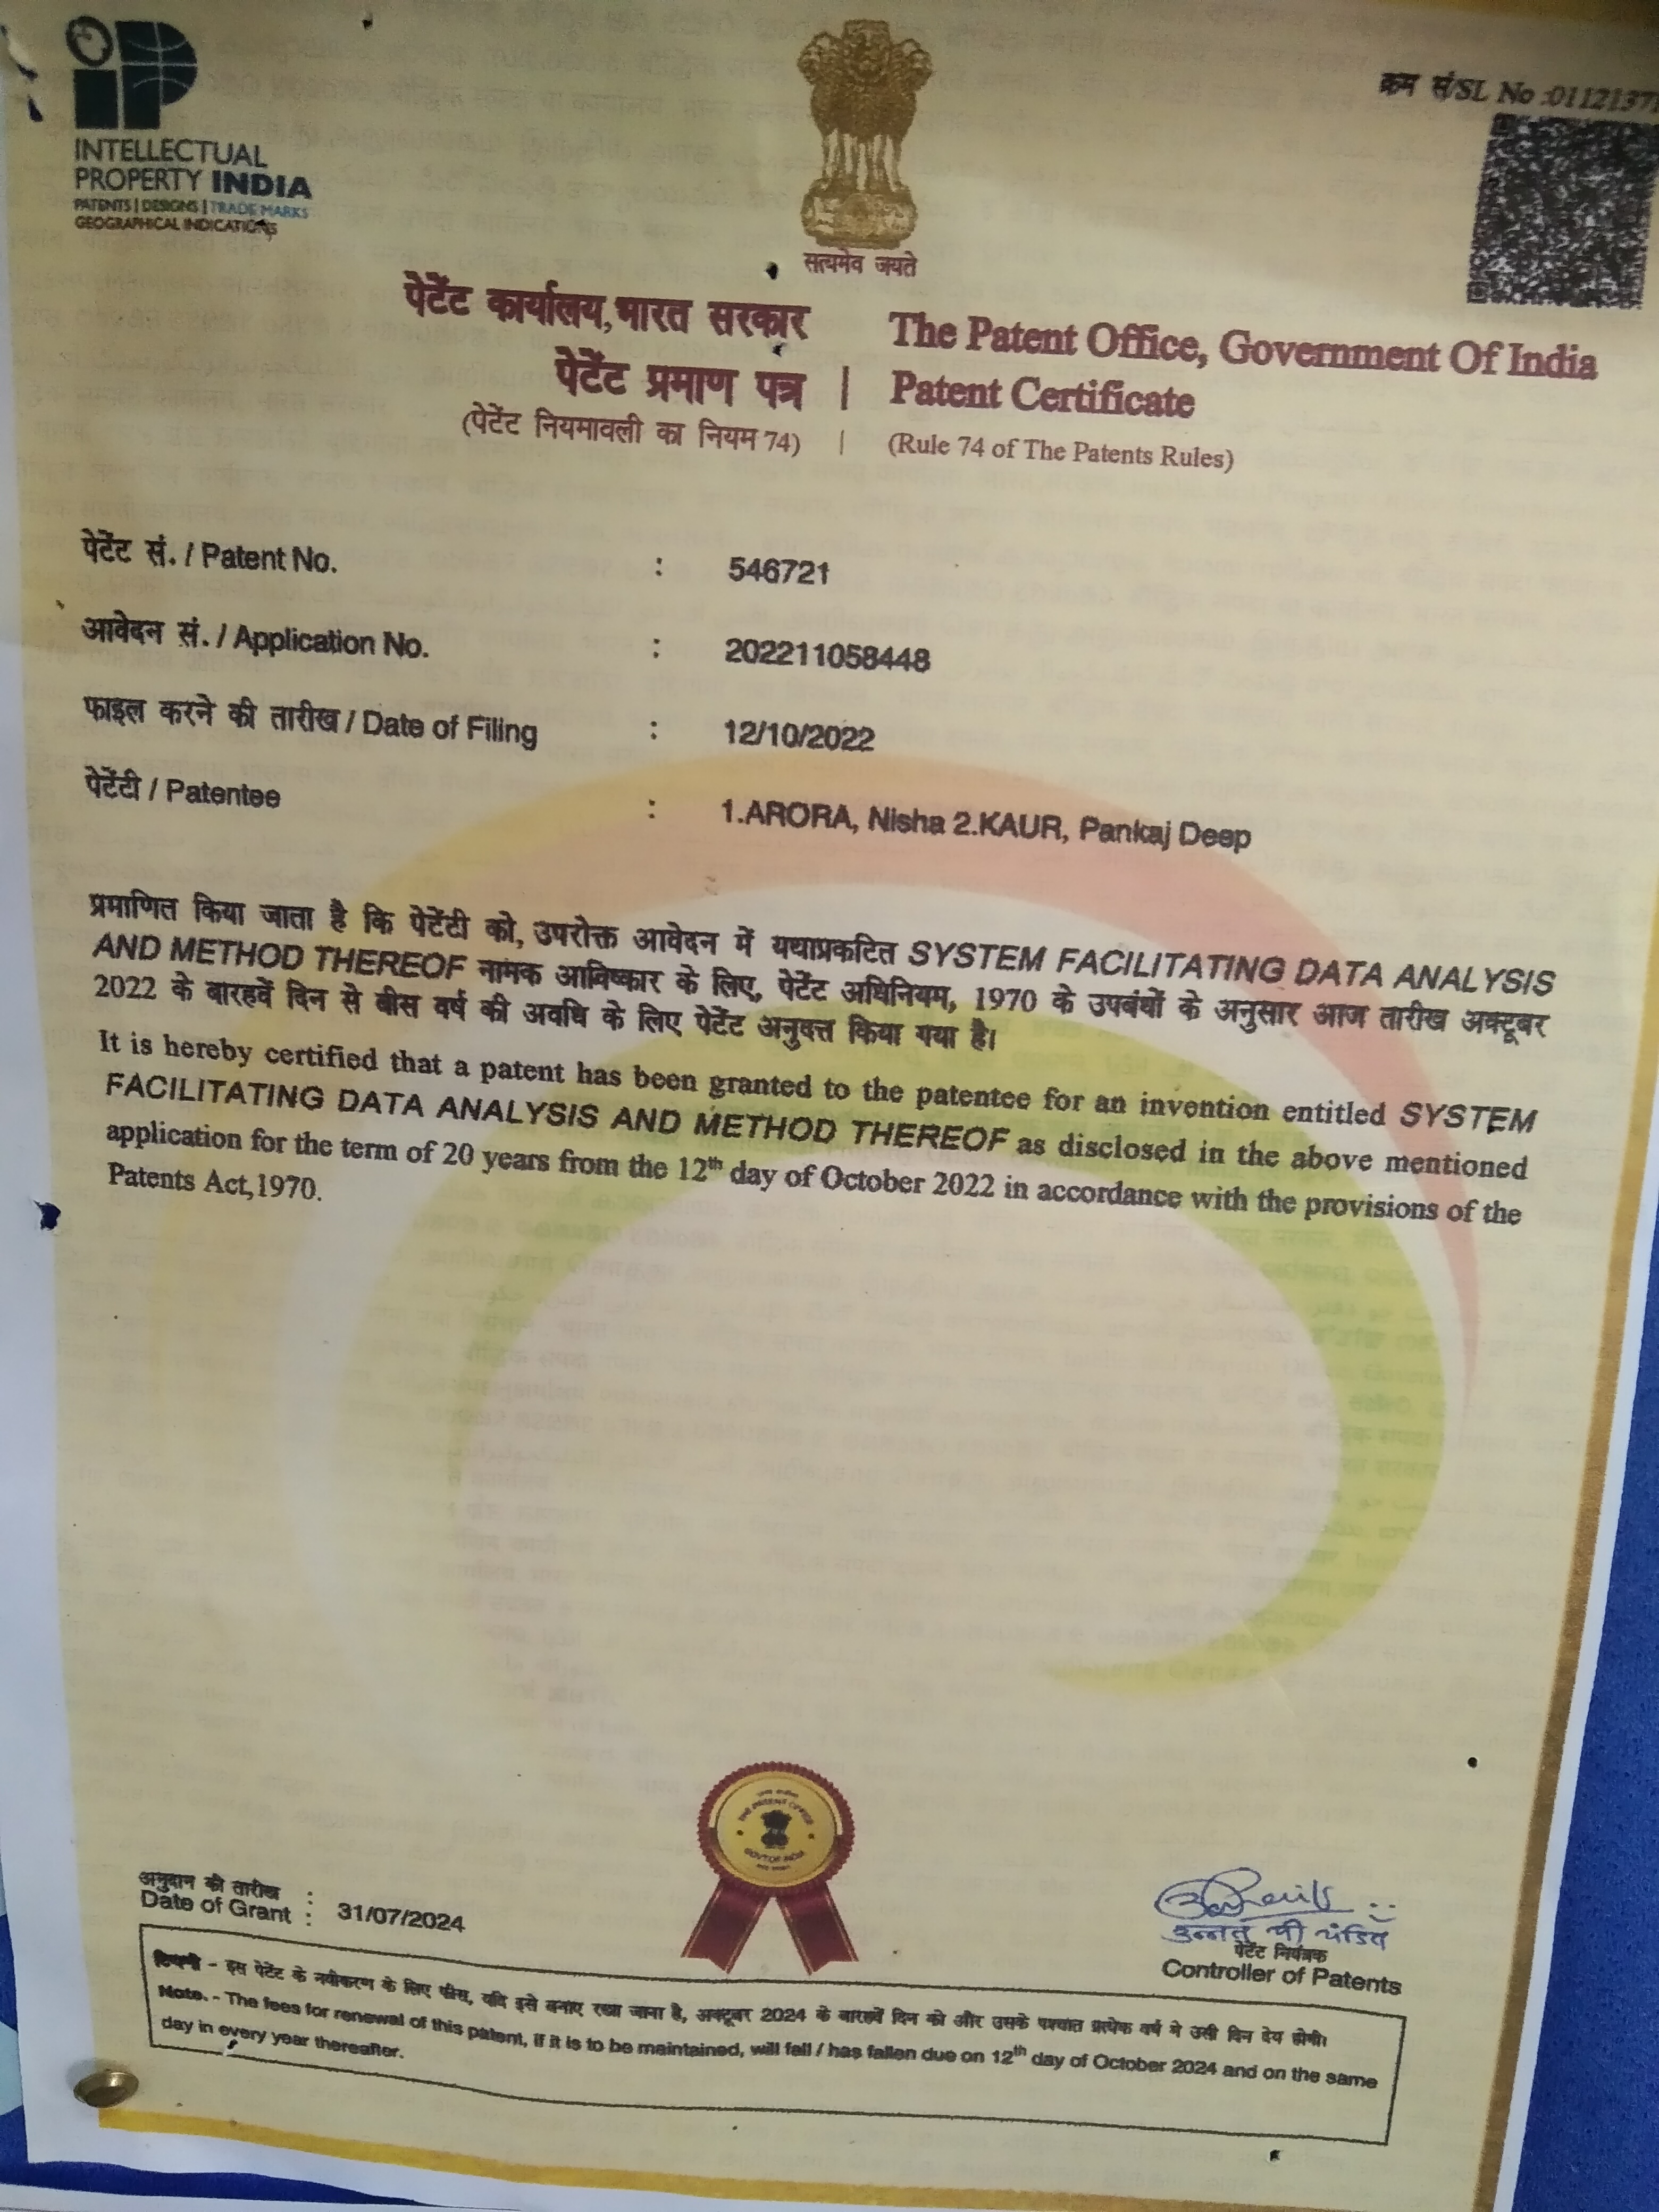 INTELLECTUAL
PROPERTY INDIA
PATENTS | DESIGNS | TRADE MARKS
GEOGRAPHICAL INDICATIONS
सत्यमेव जयते
क्रम सं/SL No :01121371
पेटेंट कार्यालय,भारत सरकार
The Patent Office, Government Of India
पेटेंट प्रमाण पत्र | Patent Certificate
(पेटेंट नियमावली का नियम 74) | (Rule 74 of The Patents Rules)
पेटेंट सं. / Patent No. : 546721
आवेदन सं. / Application No. : 202211058448
फाइल करने की तारीख / Date of Filing : 12/10/2022
पेटेंटी / Patentee : 1.ARORA, Nisha 2.KAUR, Pankaj Deep
प्रमाणित किया जाता है कि पेटेंटी को, उपरोक्त आवेदन में यथाप्रकटित SYSTEM FACILITATING DATA ANALYSIS
AND METHOD THEREOF नामक आविष्कार के लिए, पेटेंट अधिनियम, 1970 के उपबंधों के अनुसार आज तारीख अक्टूबर
2022 के बारहवें दिन से बीस वर्ष की अवधि के लिए पेटेंट अनुदत्त किया गया है।
It is hereby certified that a patent has been granted to the patentee for an invention entitled SYSTEM
FACILITATING DATA ANALYSIS AND METHOD THEREOF as disclosed in the above mentioned
application for the term of 20 years from the 12th day of October 2022 in accordance with the provisions of the
Patents Act,1970.
THE PATENT OFFICE
GOVT OF INDIA
अनुदान की तारीख :
Date of Grant : 31/07/2024
उन्नत पी पंडित
पेटेंट नियंत्रक
Controller of Patents
टिप्पणी - इस पेटेंट के नवीकरण के लिए फीस, यदि इसे बनाए रखा जाना है, अक्टूबर 2024 के बारहवें दिन को और उसके पश्चात प्रत्येक वर्ष मे उसी दिन देय होगी।
Note. - The fees for renewal of this patent, if it is to be maintained, will fall / has fallen due on 12th day of October 2024 and on the same
day in every year thereafter.